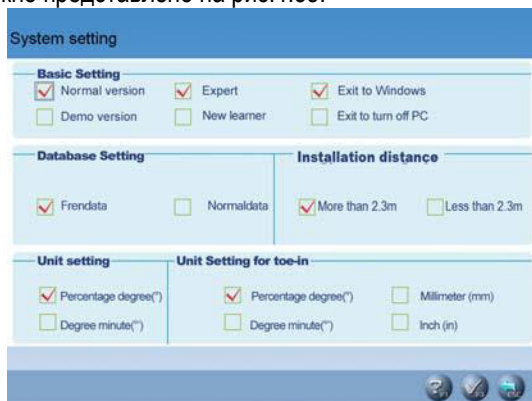 System setting
Basic Setting
Normal version Expert Exit to Windows
Demo version New learner Exit to turn off PC
Database Setting Installation distance
Frendata Normaldata More than 2.3m Less than 2.3m
Unit setting Unit Setting for toe-in
Percentage degree(°) Percentage degree(°) Millimeter (mm)
Degree minute(°') Degree minute(°') Inch (in)
ESC